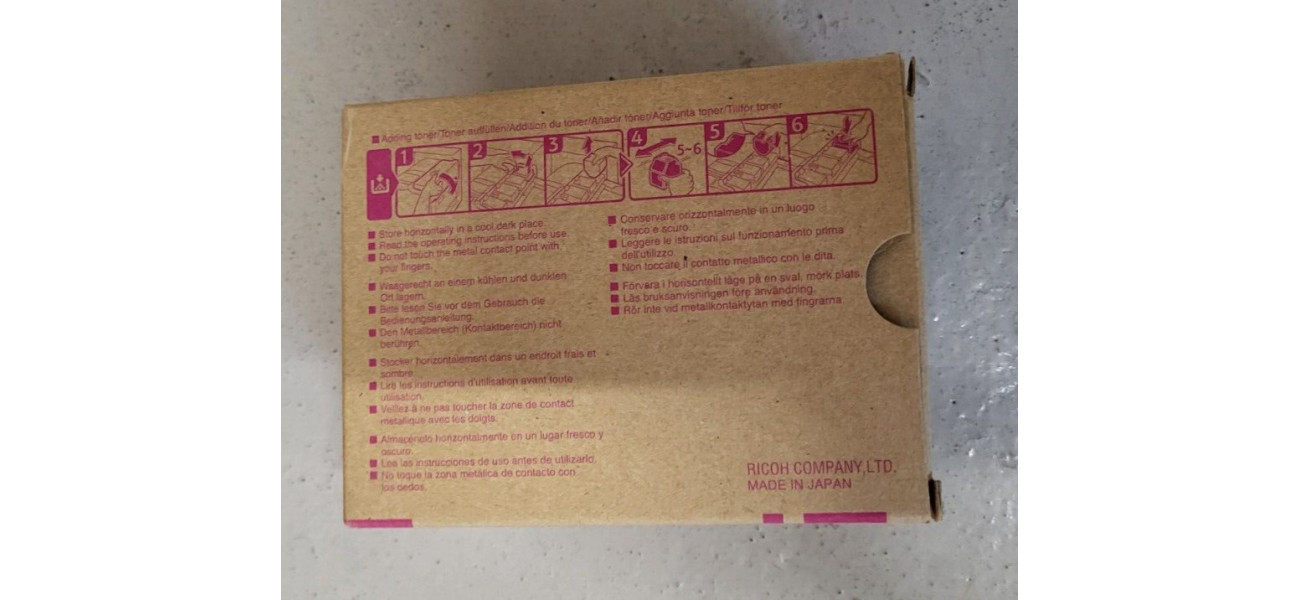 ■ Adding toner/Toner auffüllen/Addition du toner/Añadir tóner/Aggiunta toner/Tillför toner
1 2 3 4 5~6 5 6
■ Store horizontally in a cool dark place.
■ Read the operating instructions before use.
■ Do not touch the metal contact point with
your fingers.
■ Waagerecht an einem kühlen und dunklen
Ort lagern.
■ Bitte lesen Sie vor dem Gebrauch die
Bedienungsanleitung.
■ Den Metallbereich (Kontaktbereich) nicht
berühren.
■ Stocker horizontalement dans un endroit frais et
sombre.
■ Lire les instructions d'utilisation avant toute
utilisation.
■ Veillez à ne pas toucher la zone de contact
métallique avec les doigts.
■ Almacénelo horizontalmente en un lugar fresco y
oscuro.
■ Lea las instrucciones de uso antes de utilizarlo.
■ No toque la zona metálica de contacto con
los dedos.
■ Conservare orizzontalmente in un luogo
fresco e scuro.
■ Leggere le istruzioni sul funzionamento prima
dell'utilizzo.
■ Non toccare il contatto metallico con le dita.
■ Förvara i horisontellt läge på en sval, mörk plats.
■ Läs bruksanvisningen före användning.
■ Rör inte vid metallkontaktytan med fingrarna
RICOH COMPANY,LTD.
MADE IN JAPAN